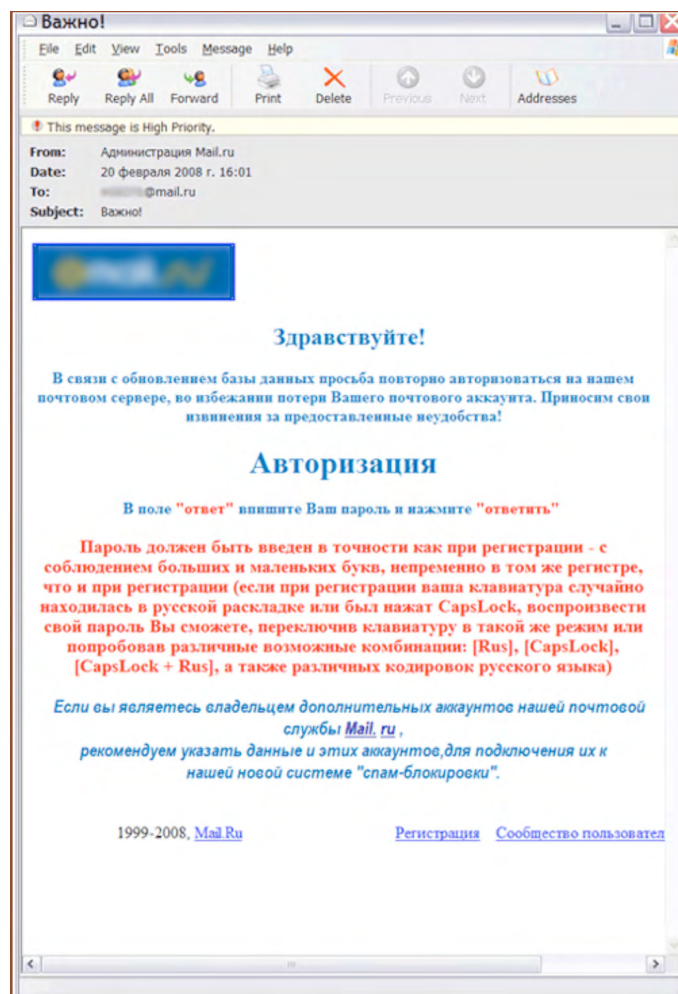 Важно!
File Edit View Tools Message Help
Reply Reply All Forward Print Delete Previous Next Addresses
This message is High Priority.
From: Администрация Mail.ru
Date: 20 февраля 2008 г. 16:01
To: @mail.ru
Subject: Важно!
Здравствуйте!
В связи с обновлением базы данных просьба повторно авторизоваться на нашем
почтовом сервере, во избежании потери Вашего почтового аккаунта. Приносим свои
извинения за предоставленные неудобства!
Авторизация
В поле "ответ" впишите Ваш пароль и нажмите "ответить"
Пароль должен быть введен в точности как при регистрации - с
соблюдением больших и маленьких букв, непременно в том же регистре,
что и при регистрации (если при регистрации ваша клавиатура случайно
находилась в русской раскладке или был нажат CapsLock, воспроизвести
свой пароль Вы сможете, переключив клавиатуру в такой же режим или
попробовав различные возможные комбинации: [Rus], [CapsLock],
[CapsLock + Rus], а также различных кодировок русского языка)
Если вы являетесь владельцем дополнительных аккаунтов нашей почтовой
службы Mail. ru ,
рекомендуем указать данные и этих аккаунтов,для подключения их к
нашей новой системе "спам-блокировки".
1999-2008, Mail.Ru Регистрация Сообщество пользовател